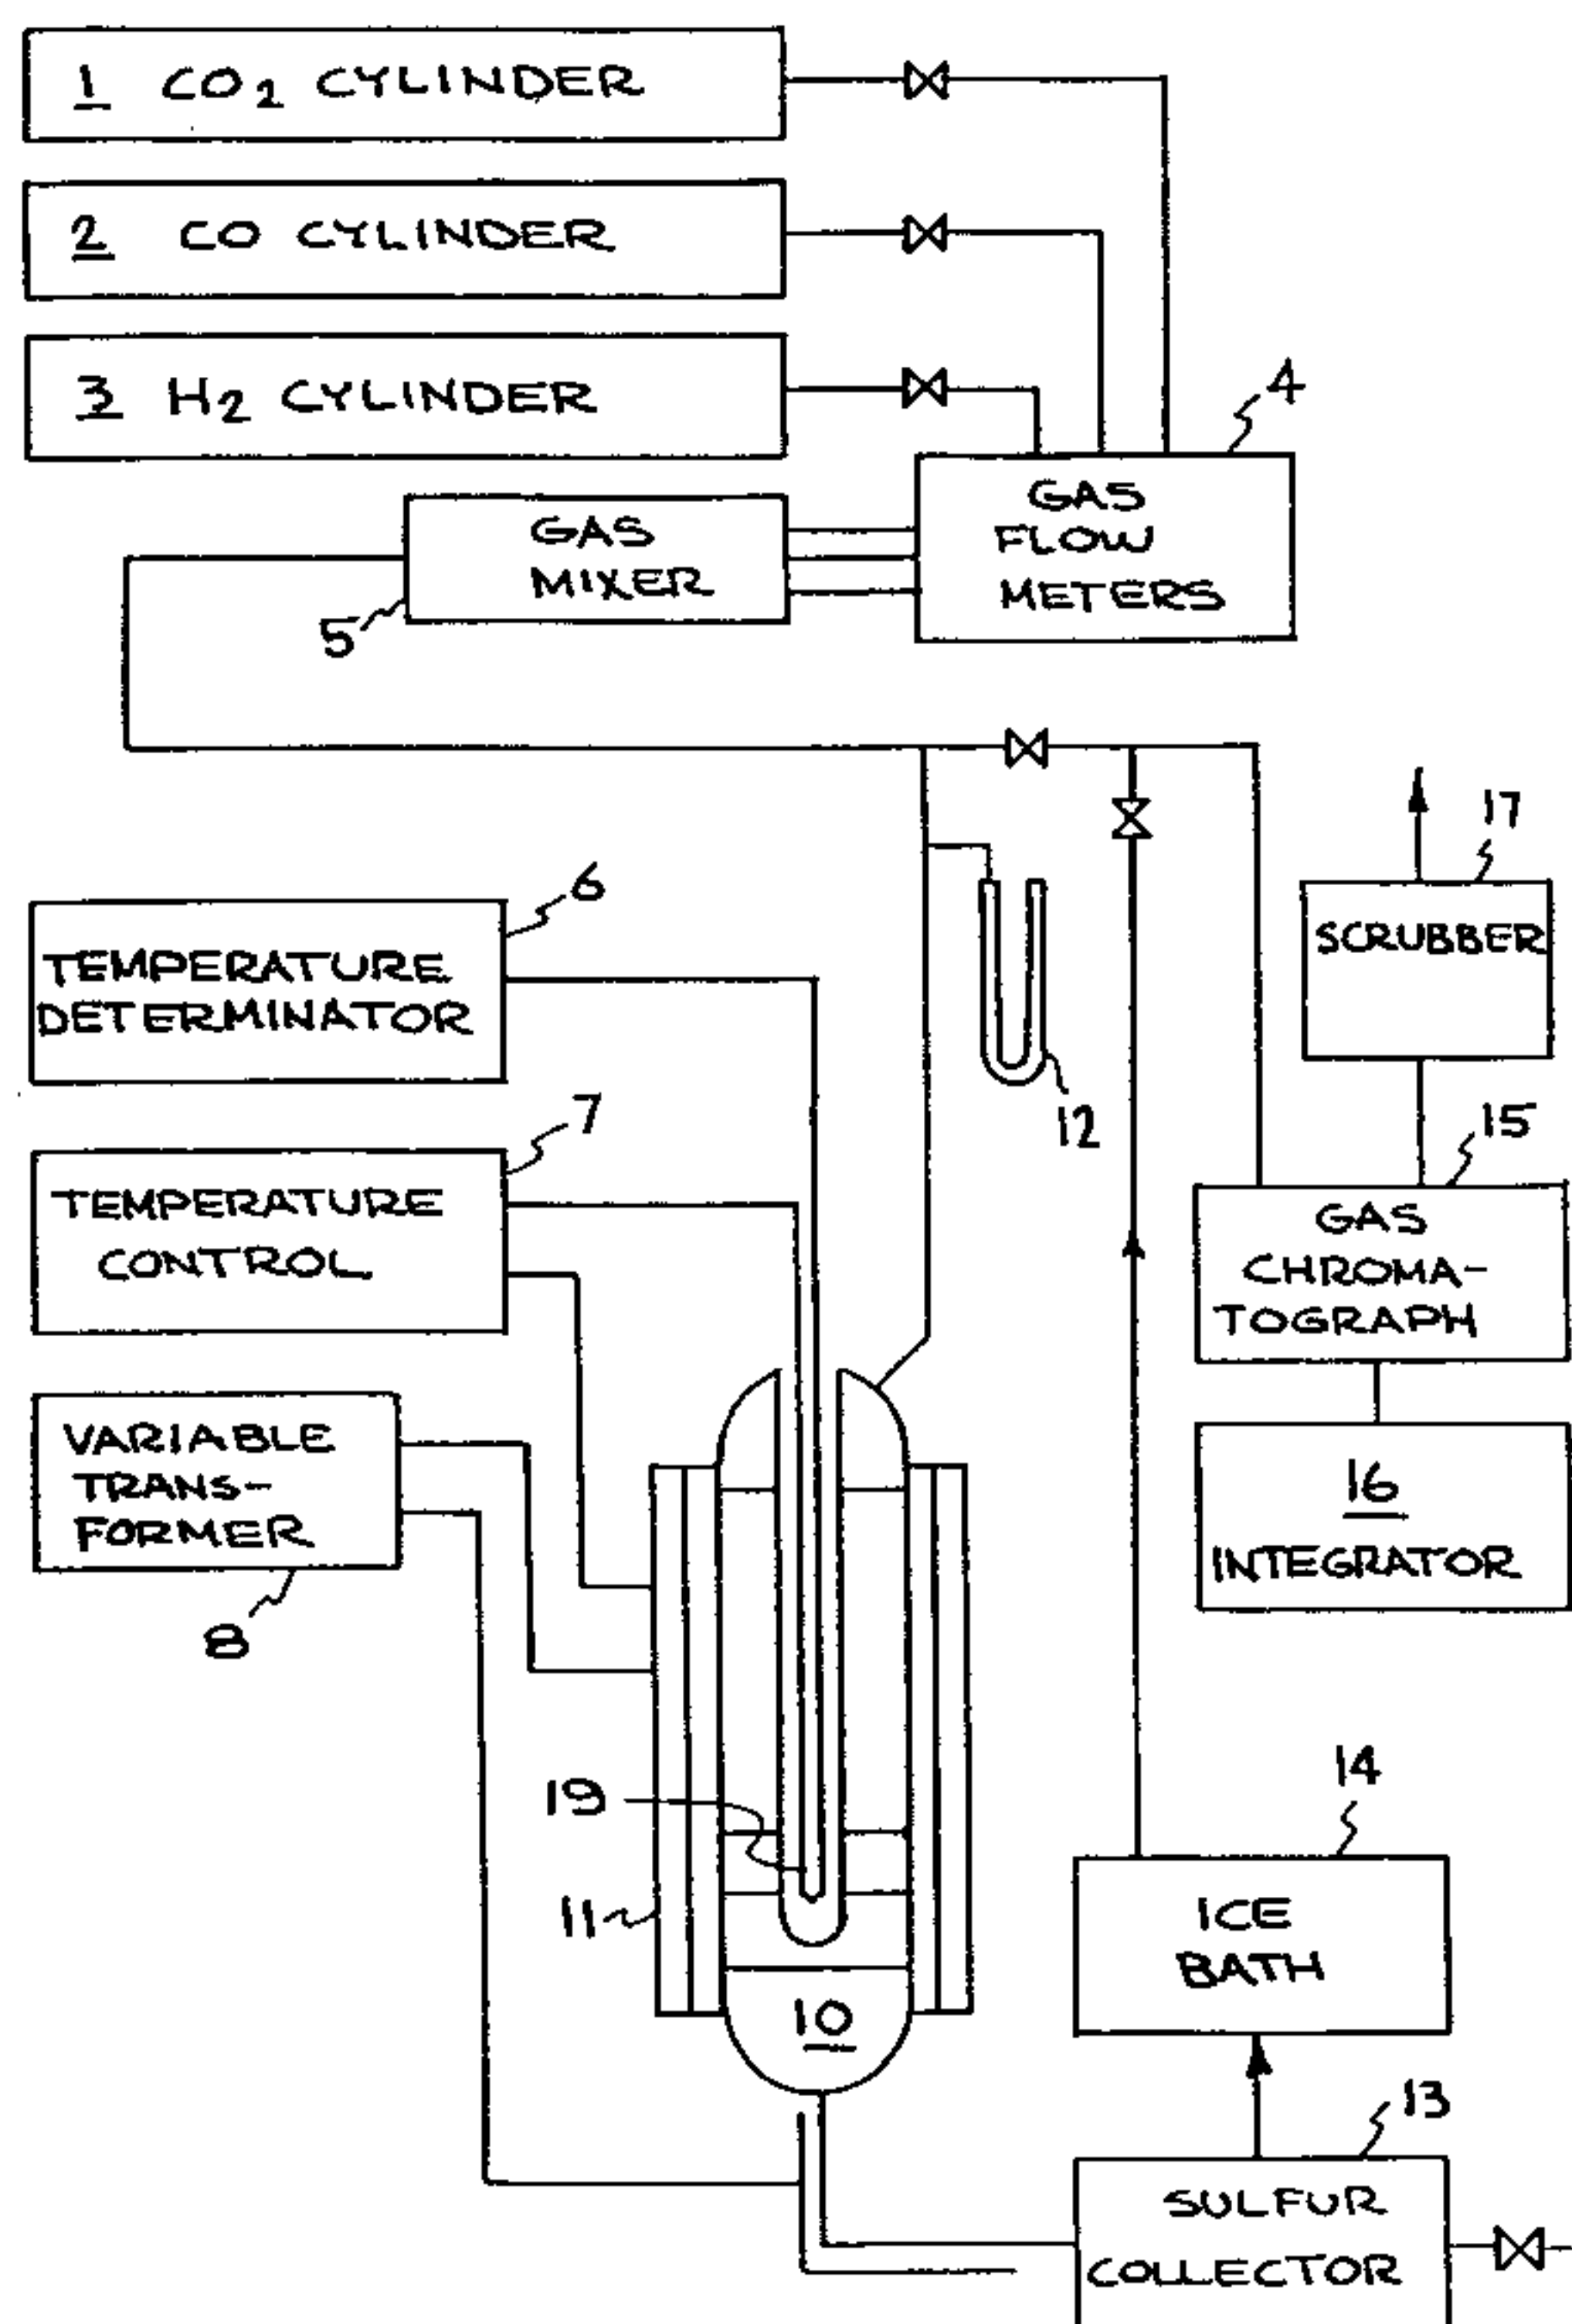 1 CO2 CYLINDER
2 CO CYLINDER
3 H2 CYLINDER
4
GAS
FLOW
METERS
GAS
MIXER
5
17
SCRUBBER
6
TEMPERATURE
DETERMINATOR
12
7
TEMPERATURE
CONTROL
15
GAS
CHROMA-
TOGRAPH
VARIABLE
TRANS-
FORMER
8
16
INTEGRATOR
19
11
10
14
ICE
BATH
13
SULFUR
COLLECTOR